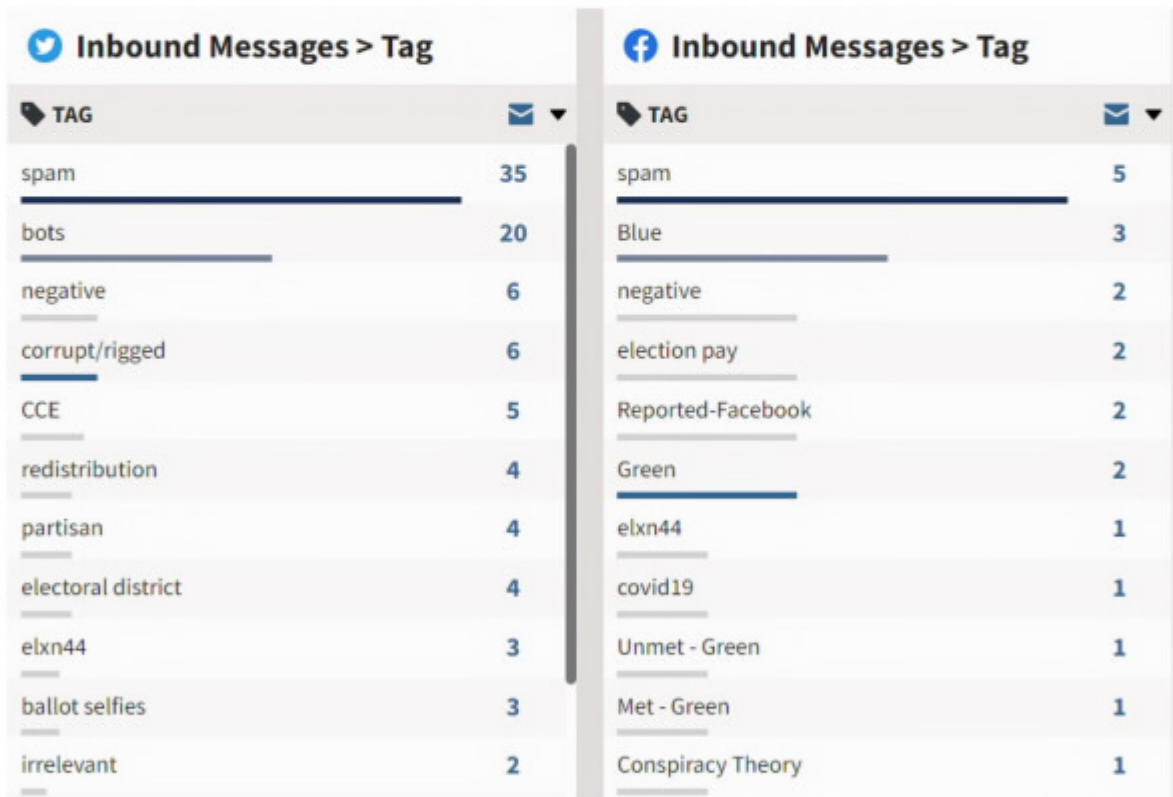 Inbound Messages > Tag
TAG
spam 35
bots 20
negative 6
corrupt/rigged 6
CCE 5
redistribution 4
partisan 4
electoral district 4
elxn44 3
ballot selfies 3
irrelevant 2
Inbound Messages > Tag
TAG
spam 5
Blue 3
negative 2
election pay 2
Reported-Facebook 2
Green 2
elxn44 1
covid19 1
Unmet - Green 1
Met - Green 1
Conspiracy Theory 1